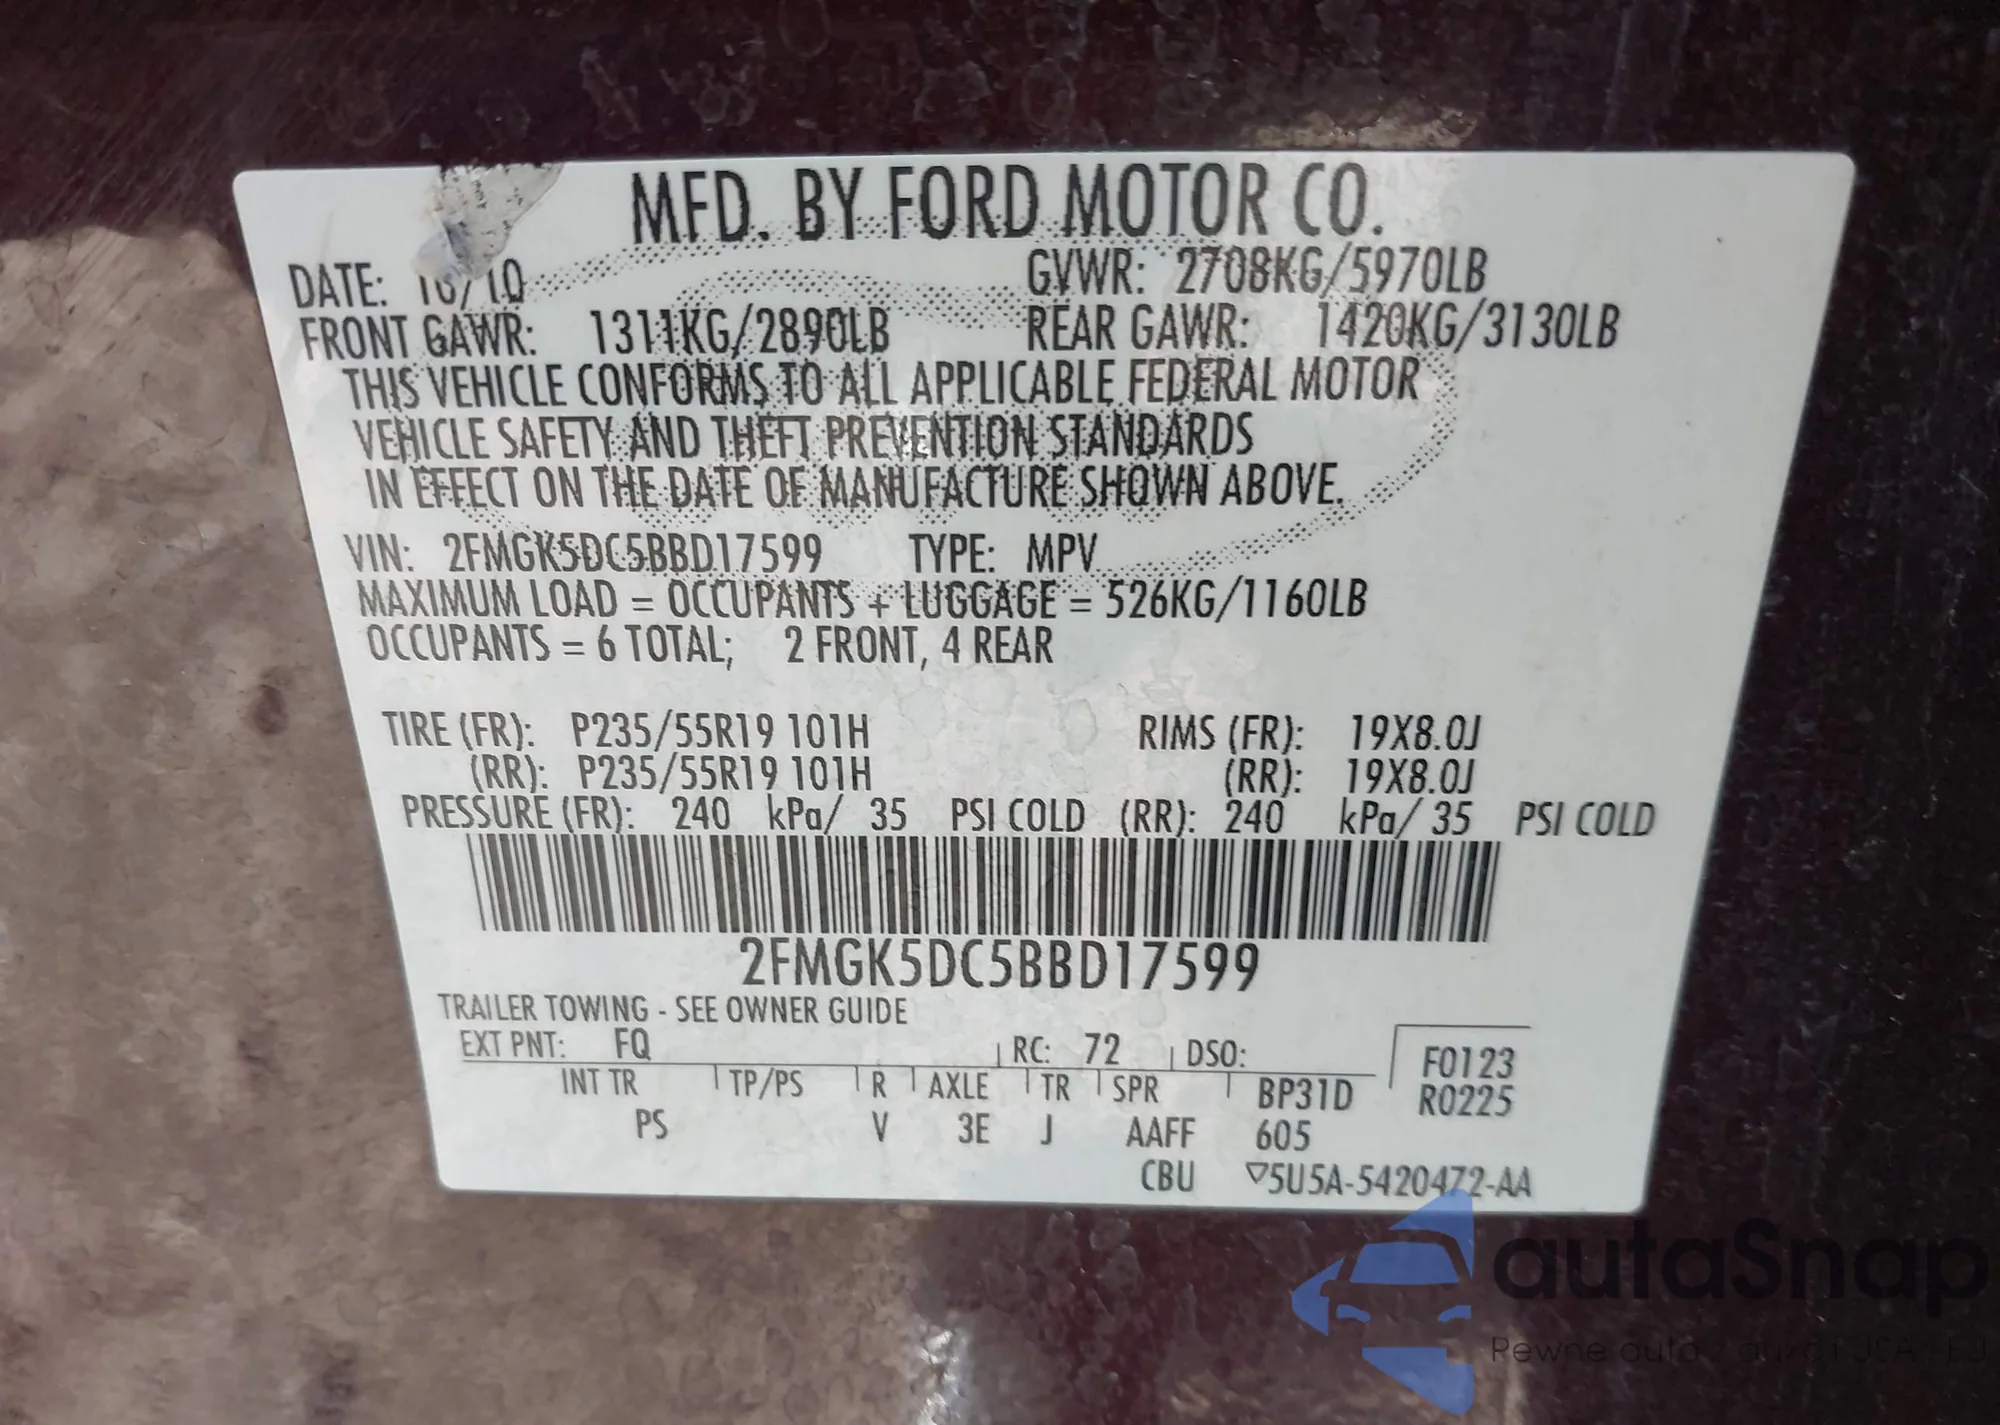 MFD. BY FORD MOTOR CO.
DATE: 10/10 GVWR: 2708KG/5970LB
FRONT GAWR: 1311KG/2890LB REAR GAWR: 1420KG/3130LB
THIS VEHICLE CONFORMS TO ALL APPLICABLE FEDERAL MOTOR
VEHICLE SAFETY AND THEFT PREVENTION STANDARDS
IN EFFECT ON THE DATE OF MANUFACTURE SHOWN ABOVE.
VIN: 2FMGK5DC5BBD17599 TYPE: MPV
MAXIMUM LOAD = OCCUPANTS + LUGGAGE = 526KG/1160LB
OCCUPANTS = 6 TOTAL; 2 FRONT, 4 REAR
TIRE (FR): P235/55R19 101H RIMS (FR): 19X8.0J
(RR): P235/55R19 101H (RR): 19X8.0J
PRESSURE (FR): 240 kPa/ 35 PSI COLD (RR): 240 kPa/ 35 PSI COLD
2FMGK5DC5BBD17599
TRAILER TOWING - SEE OWNER GUIDE
EXT PNT: FQ RC: 72 DSO: F0123
INT TR TP/PS R AXLE TR SPR BP31D R0225
PS V 3E J AAFF 605
CBU ▽5U5A-5420472-AA
autaSnap
Pewne auta z aukcji USA